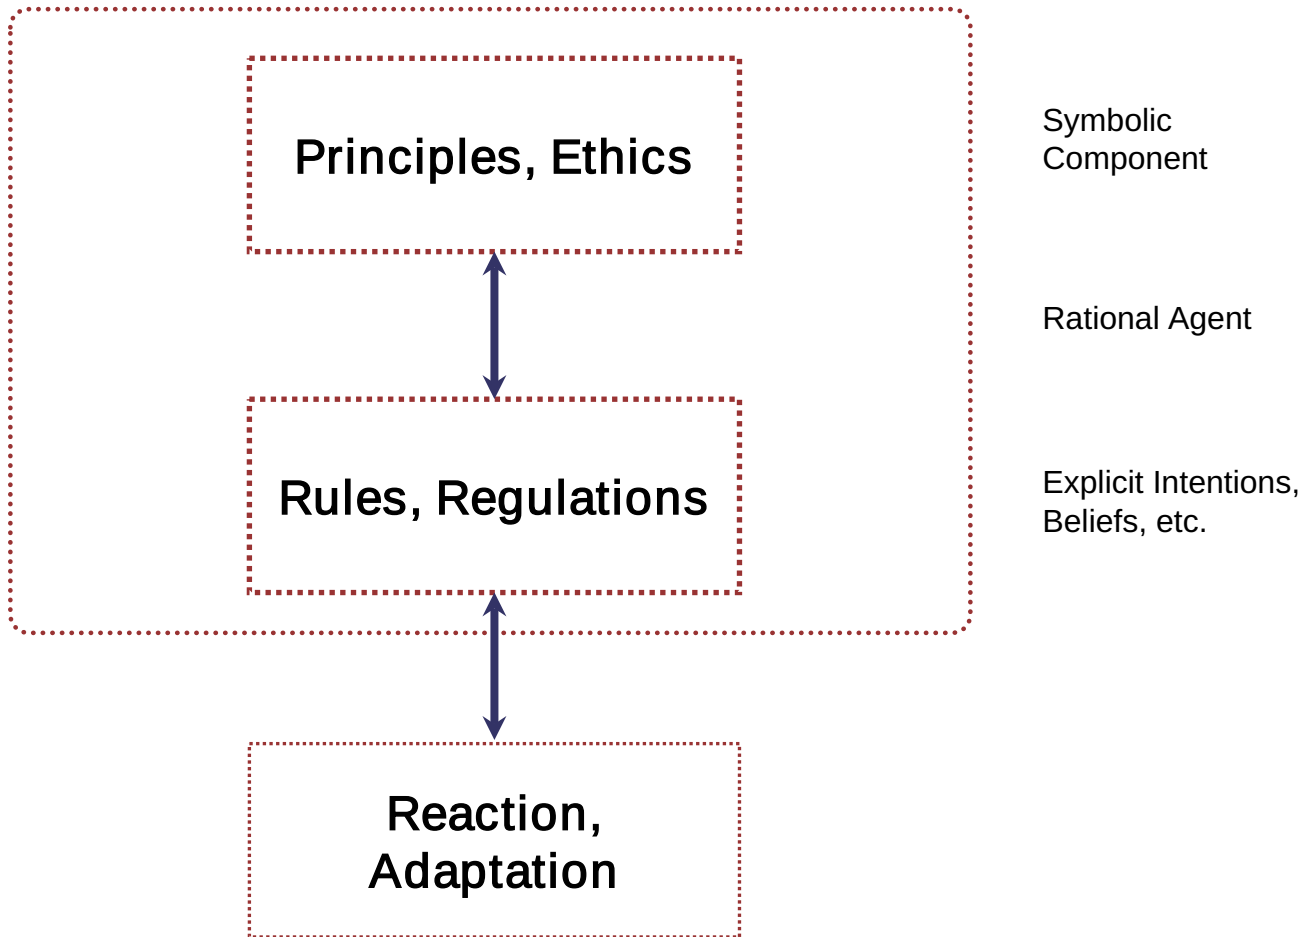 Principles, Ethics
Symbolic
Component
Rational Agent
Rules, Regulations
Explicit Intentions,
Beliefs, etc.
Reaction,
Adaptation